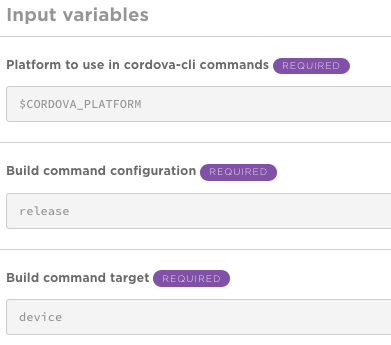 Input variables
Platform to use in cordova-cli commands REQUIRED
$CORDOVA_PLATFORM
Build command configuration REQUIRED
release
Build command target REQUIRED
device